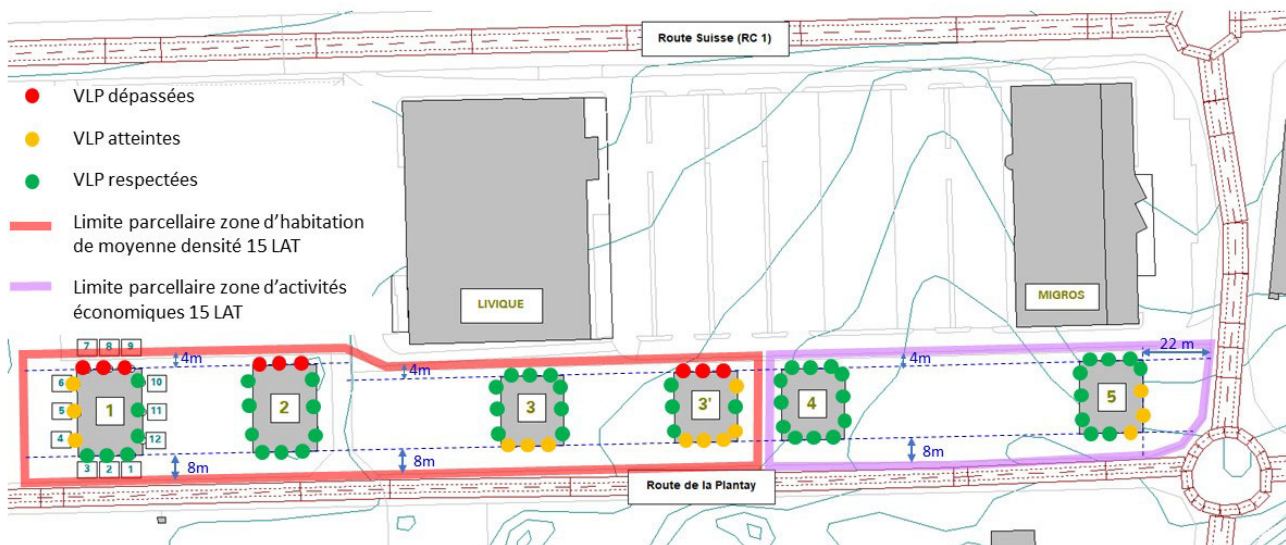 Route Suisse (RC 1)
VLP dépassées
VLP atteintes
VLP respectées
Limite parcellaire zone d'habitation
de moyenne densité 15 LAT
Limite parcellaire zone d'activités
économiques 15 LAT
LIVIQUE
MIGROS
7 8 9
4m
4m
4m
22 m
6 10
5 1 11
2
3
3'
4
5
4 12
3 2 1
8m
8m
8m
Route de la Plantay